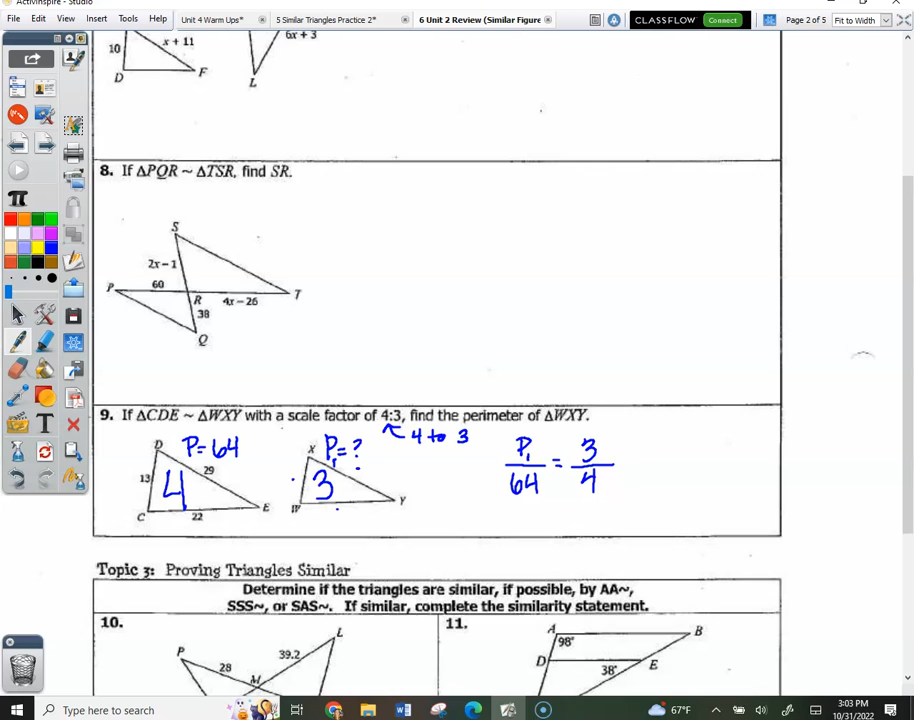 ActivInspire - Studio
File Edit View Insert Tools Help
Unit 4 Warm Ups* 5 Similar Triangles Practice 2* 6 Unit 2 Review (Similar Figure
CLASSFLOW Connect Page 2 of 5 Fit to Width
10 x + 11 6x + 3
D F L
8. If ΔPQR ~ ΔTSR, find SR.
S
2x − 1
P 60
R 4x − 26 T
38
Q
9. If ΔCDE ~ ΔWXY with a scale factor of 4:3, find the perimeter of ΔWXY.
4 to 3
D P=64 X P₁=? P₁/64 = 3/4
13 29
4 3
C 22 E W Y
Topic 3: Proving Triangles Similar
Determine if the triangles are similar, if possible, by AA~,
SSS~, or SAS~. If similar, complete the similarity statement.
10. 11.
P L A B
98°
28 39.2 D 38° E
M
Type here to search
67°F
3:03 PM
10/31/2022